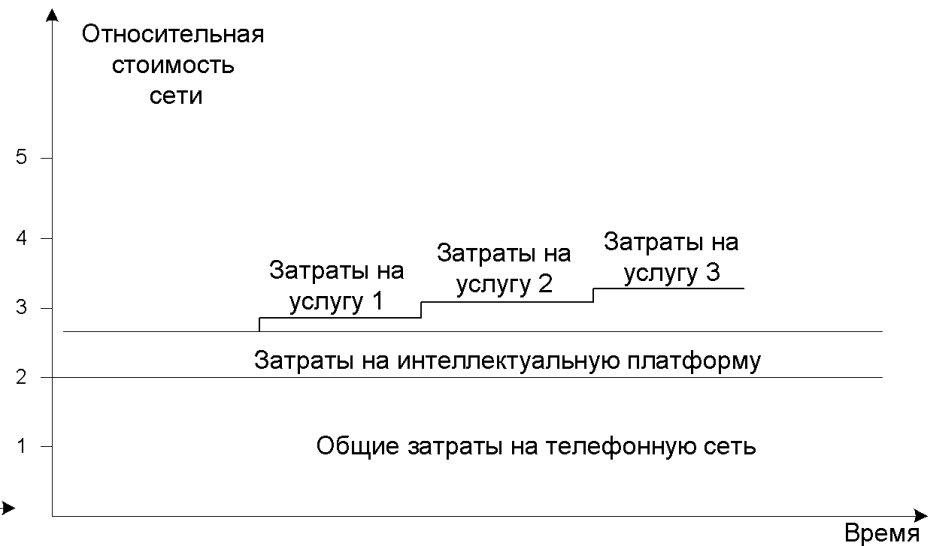 Относительная
стоимость
сети
5
4
3
2
1
Затраты на
услугу 1
Затраты на
услугу 2
Затраты на
услугу 3
Затраты на интеллектуальную платформу
Общие затраты на телефонную сеть
Время